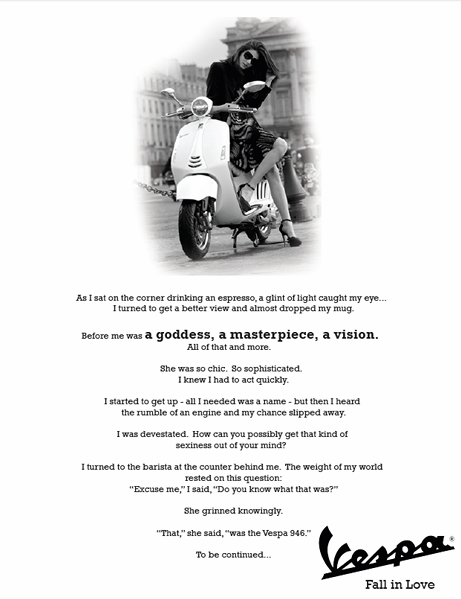 As I sat on the corner drinking an espresso, a glint of light caught my eye...
I turned to get a better view and almost dropped my mug.
Before me was a goddess, a masterpiece, a vision.
All of that and more.
She was so chic. So sophisticated.
I knew I had to act quickly.
I started to get up - all I needed was a name - but then I heard
the rumble of an engine and my chance slipped away.
I was devestated. How can you possibly get that kind of
sexiness out of your mind?
I turned to the barista at the counter behind me. The weight of my world
rested on this question:
“Excuse me,” I said, “Do you know what that was?”
She grinned knowingly.
“That,” she said, “was the Vespa 946.”
To be continued...
Vespa®
Fall in Love